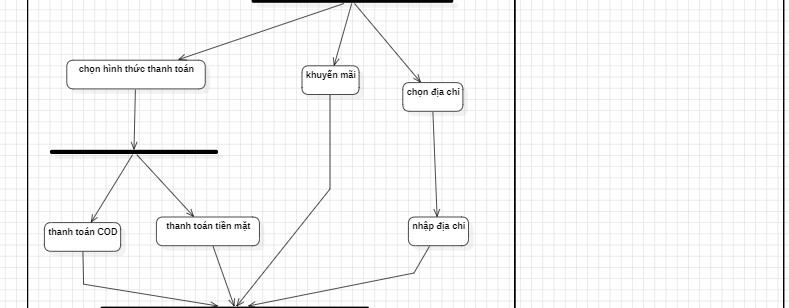 chọn hình thức thanh toán
khuyến mãi
chọn địa chỉ
thanh toán COD
thanh toán tiền mặt
nhập địa chỉ